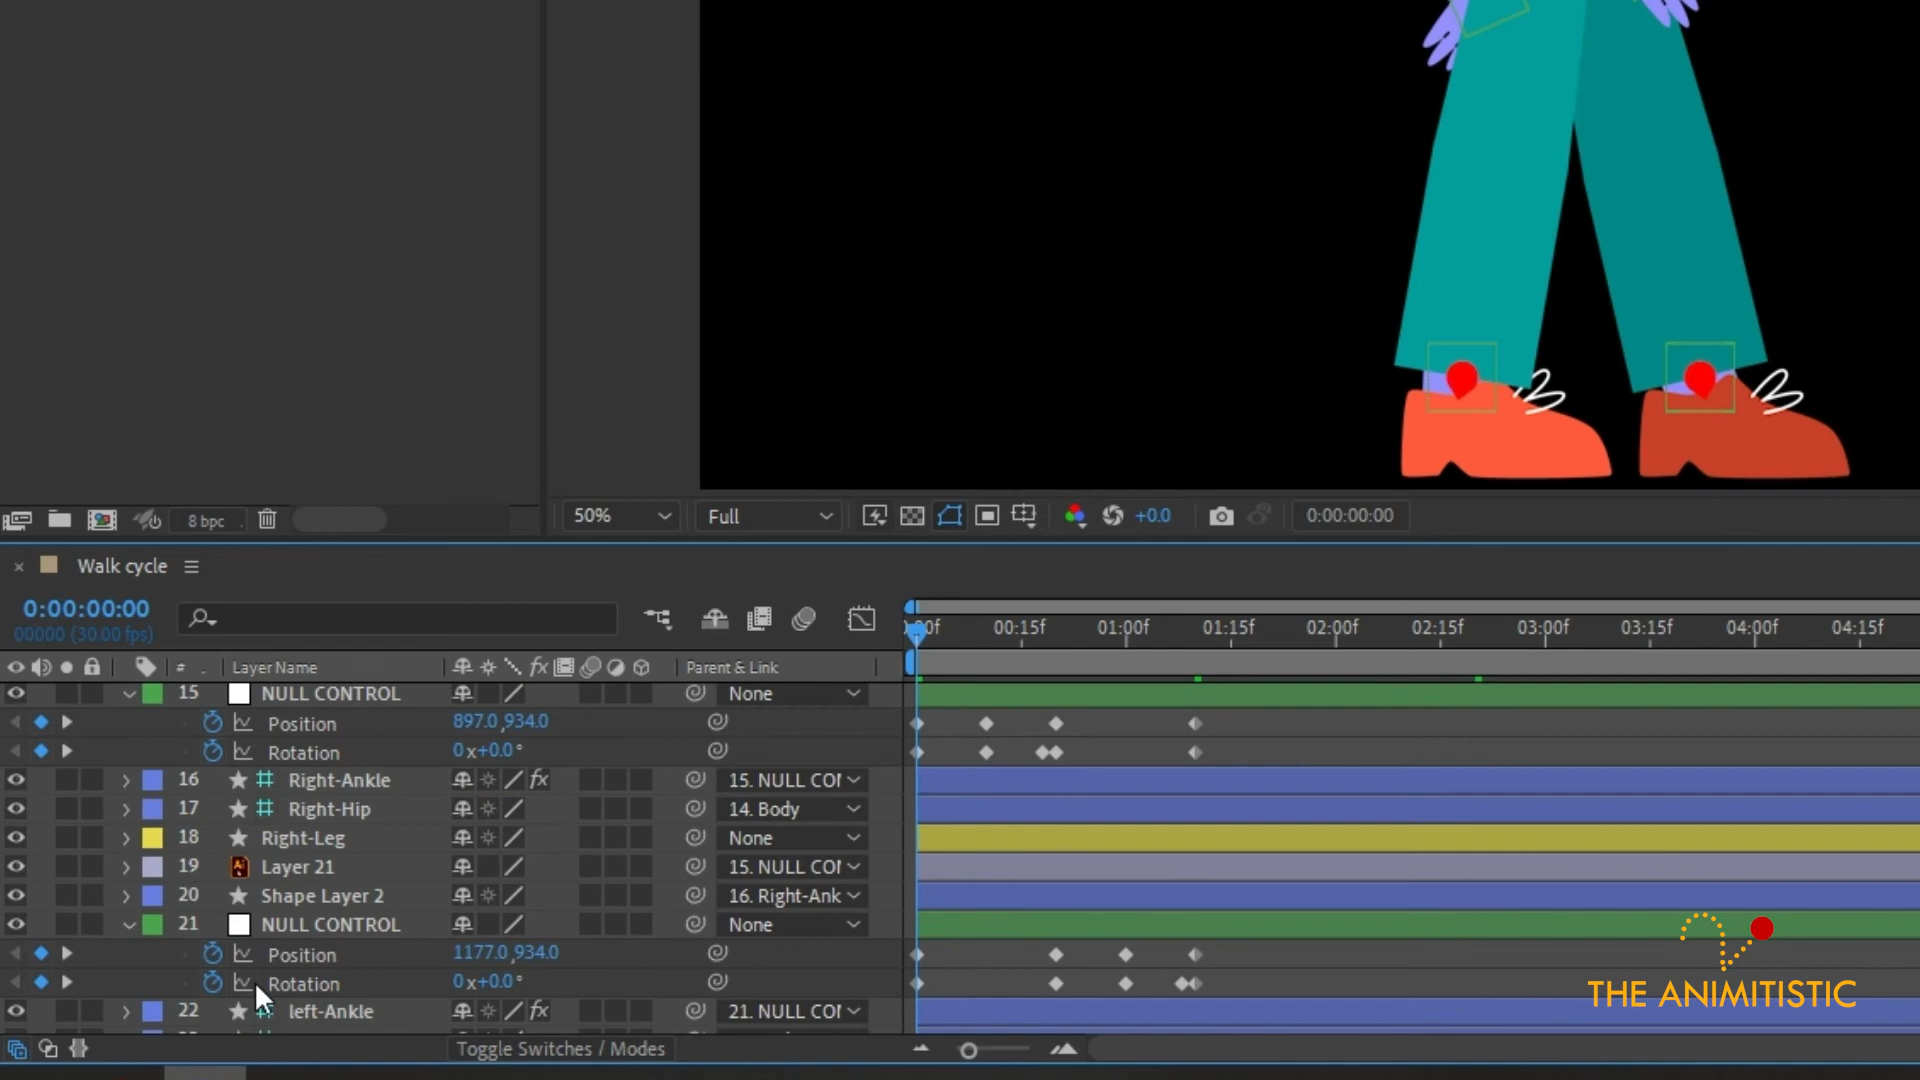 8 bpc
50%
Full
+0.0
0:00:00:00
Walk cycle
0:00:00:00
00000 (30.00 fps)
00:15f 01:00f 01:15f 02:00f 02:15f 03:00f 03:15f 04:00f 04:15f
# Layer Name fx Parent & Link
15 NULL CONTROL None
Position 897.0,934.0
Rotation 0x+0.0°
16 Right-Ankle fx 15. NULL CO
17 Right-Hip 14. Body
18 Right-Leg None
19 Ai Layer 21 15. NULL CO
20 Shape Layer 2 16. Right-Ank
21 NULL CONTROL None
Position 1177.0,934.0
Rotation 0x+0.0°
22 left-Ankle fx 21. NULL CO
Toggle Switches / Modes
THE ANIMITISTIC